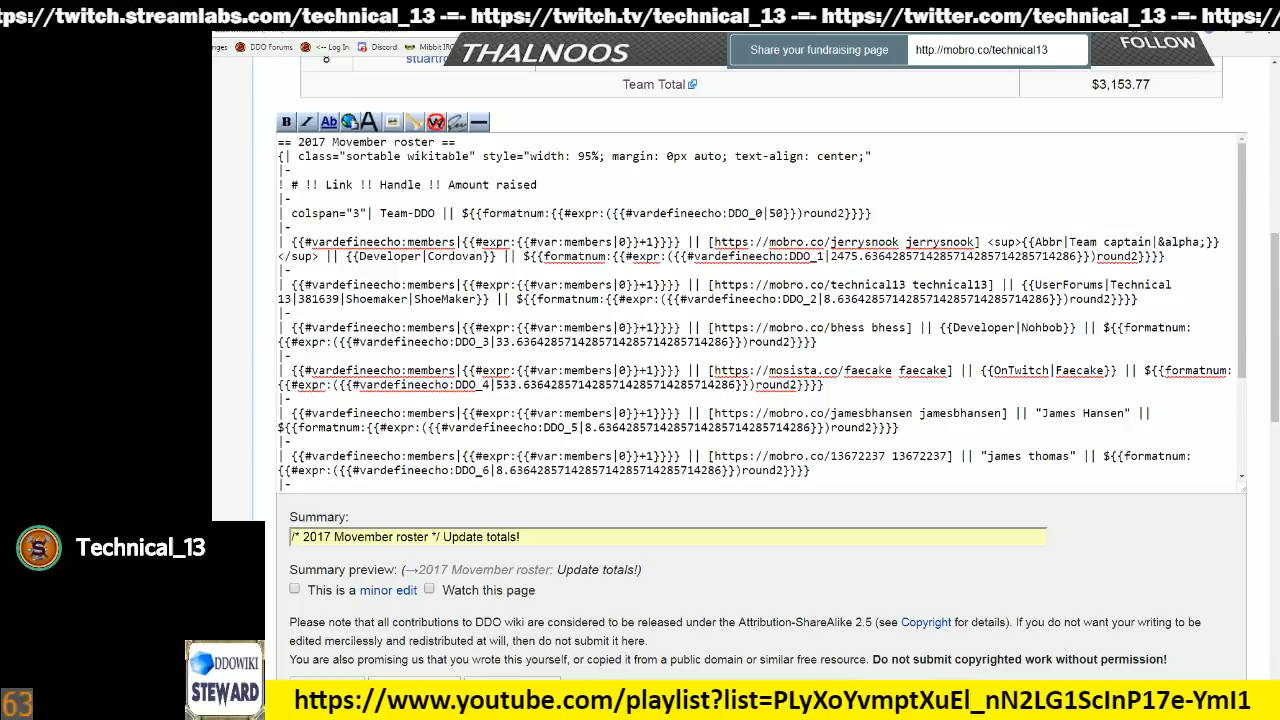 ps://twitch.streamlabs.com/technical_13 -=- https://twitch.tv/technical_13 -=- https://twitter.com/technical_13 -=- https:/
nges DDO Forums <-- Log In Discord Mibbit IR
THALNOOS
Share your fundraising page http://mobro.co/technical13
FOLLOW
8 stuartro
Team Total $3,153.77
B I Ab A W
== 2017 Movember roster ==
{| class="sortable wikitable" style="width: 95%; margin: 0px auto; text-align: center;"
|-
! # !! Link !! Handle !! Amount raised
|-
| colspan="3"| Team-DDO || ${{formatnum:{{#expr:({{#vardefineecho:DDO_0|50}})round2}}}}
|-
| {{#vardefineecho:members|{{#expr:{{#var:members|0}}+1}}}} || [https://mobro.co/jerrysnook jerrysnook] <sup>{{Abbr|Team captain|&alpha;}}
</sup> || {{Developer|Cordovan}} || ${{formatnum:{{#expr:({{#vardefineecho:DDO_1|2475.6364285714285714285714285714286}})round2}}}}
|-
| {{#vardefineecho:members|{{#expr:{{#var:members|0}}+1}}}} || [https://mobro.co/technical13 technical13] || {{UserForums|Technical
13|381639|Shoemaker|ShoeMaker}} || ${{formatnum:{{#expr:({{#vardefineecho:DDO_2|8.6364285714285714285714285714286}})round2}}}}
|-
| {{#vardefineecho:members|{{#expr:{{#var:members|0}}+1}}}} || [https://mobro.co/bhess bhess] || {{Developer|Nohbob}} || ${{formatnum:
{{#expr:({{#vardefineecho:DDO_3|33.6364285714285714285714285714286}})round2}}}}
|-
| {{#vardefineecho:members|{{#expr:{{#var:members|0}}+1}}}} || [https://mosista.co/faecake faecake] || {{OnTwitch|Faecake}} || ${{formatnum:
{{#expr:({{#vardefineecho:DDO_4|533.6364285714285714285714285714286}})round2}}}}
|-
| {{#vardefineecho:members|{{#expr:{{#var:members|0}}+1}}}} || [https://mobro.co/jamesbhansen jamesbhansen] || "James Hansen" ||
${{formatnum:{{#expr:({{#vardefineecho:DDO_5|8.6364285714285714285714285714286}})round2}}}}
|-
| {{#vardefineecho:members|{{#expr:{{#var:members|0}}+1}}}} || [https://mobro.co/13672237 13672237] || "james thomas" || ${{formatnum:
{{#expr:({{#vardefineecho:DDO_6|8.6364285714285714285714285714286}})round2}}}}
|-
Summary:
/* 2017 Movember roster */ Update totals!
Summary preview: (→2017 Movember roster: Update totals!)
This is a minor edit Watch this page
Please note that all contributions to DDO wiki are considered to be released under the Attribution-ShareAlike 2.5 (see Copyright for details). If you do not want your writing to be
edited mercilessly and redistributed at will, then do not submit it here.
You are also promising us that you wrote this yourself, or copied it from a public domain or similar free resource. Do not submit copyrighted work without permission!
Technical_13
DDOWIKI
STEWARD
63
https://www.youtube.com/playlist?list=PLyXoYvmptXuEl_nN2LG1ScInP17e-YmI1